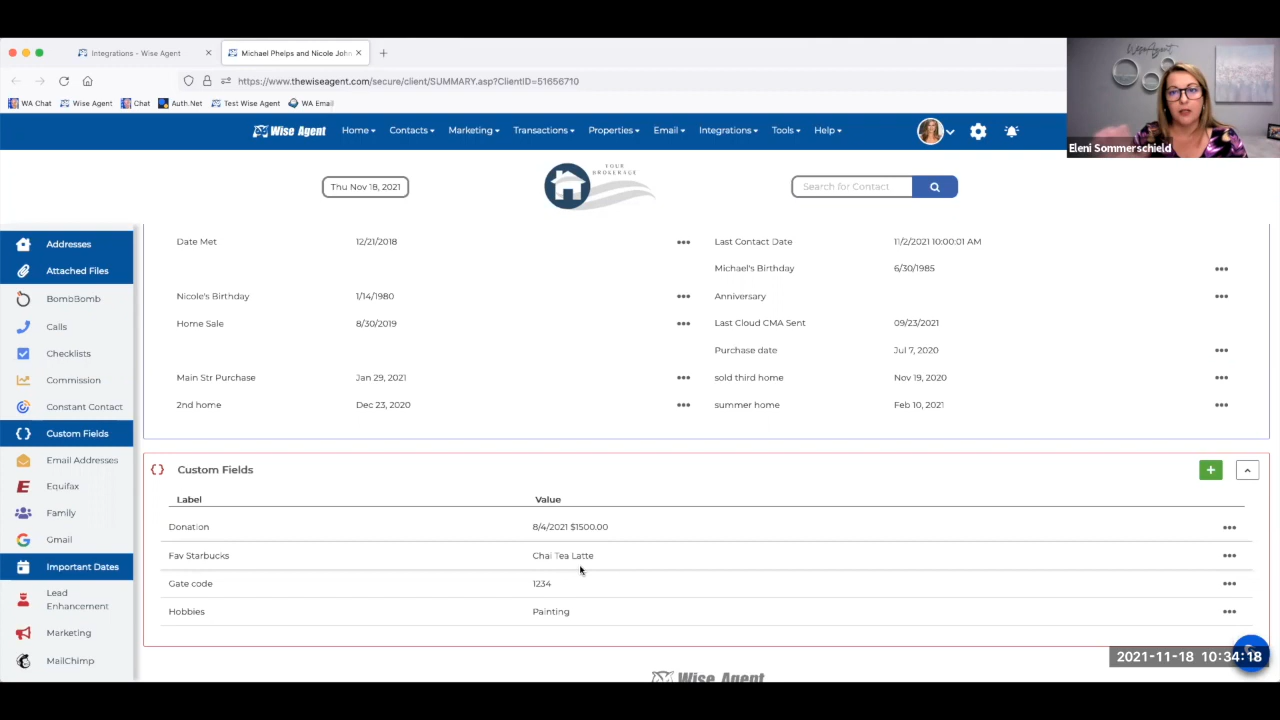 Integrations - Wise Agent
Michael Phelps and Nicole John
https://www.thewiseagent.com/secure/client/SUMMARY.asp?ClientID=51656710
WA Chat Wise Agent Chat Auth.Net Test Wise Agent WA Email
WiseAgent
Eleni Sommerschield
Wise Agent Home Contacts Marketing Transactions Properties Email Integrations Tools Help
Thu Nov 18, 2021
YOUR
BROKERAGE
Search for Contact
Addresses
Attached Files
BombBomb
Calls
Checklists
Commission
Constant Contact
Custom Fields
Email Addresses
Equifax
Family
Gmail
Important Dates
Lead
Enhancement
Marketing
MailChimp
Date Met 12/21/2018 Last Contact Date 11/2/2021 10:00:01 AM
Michael's Birthday 6/30/1985
Nicole's Birthday 1/14/1980 Anniversary
Home Sale 8/30/2019 Last Cloud CMA Sent 09/23/2021
Purchase date Jul 7, 2020
Main Str Purchase Jan 29, 2021 sold third home Nov 19, 2020
2nd home Dec 23, 2020 summer home Feb 10, 2021
{} Custom Fields
Label Value
Donation 8/4/2021 $1500.00
Fav Starbucks Chai Tea Latte
Gate code 1234
Hobbies Painting
Wise Agent
2021-11-18 10:34:18